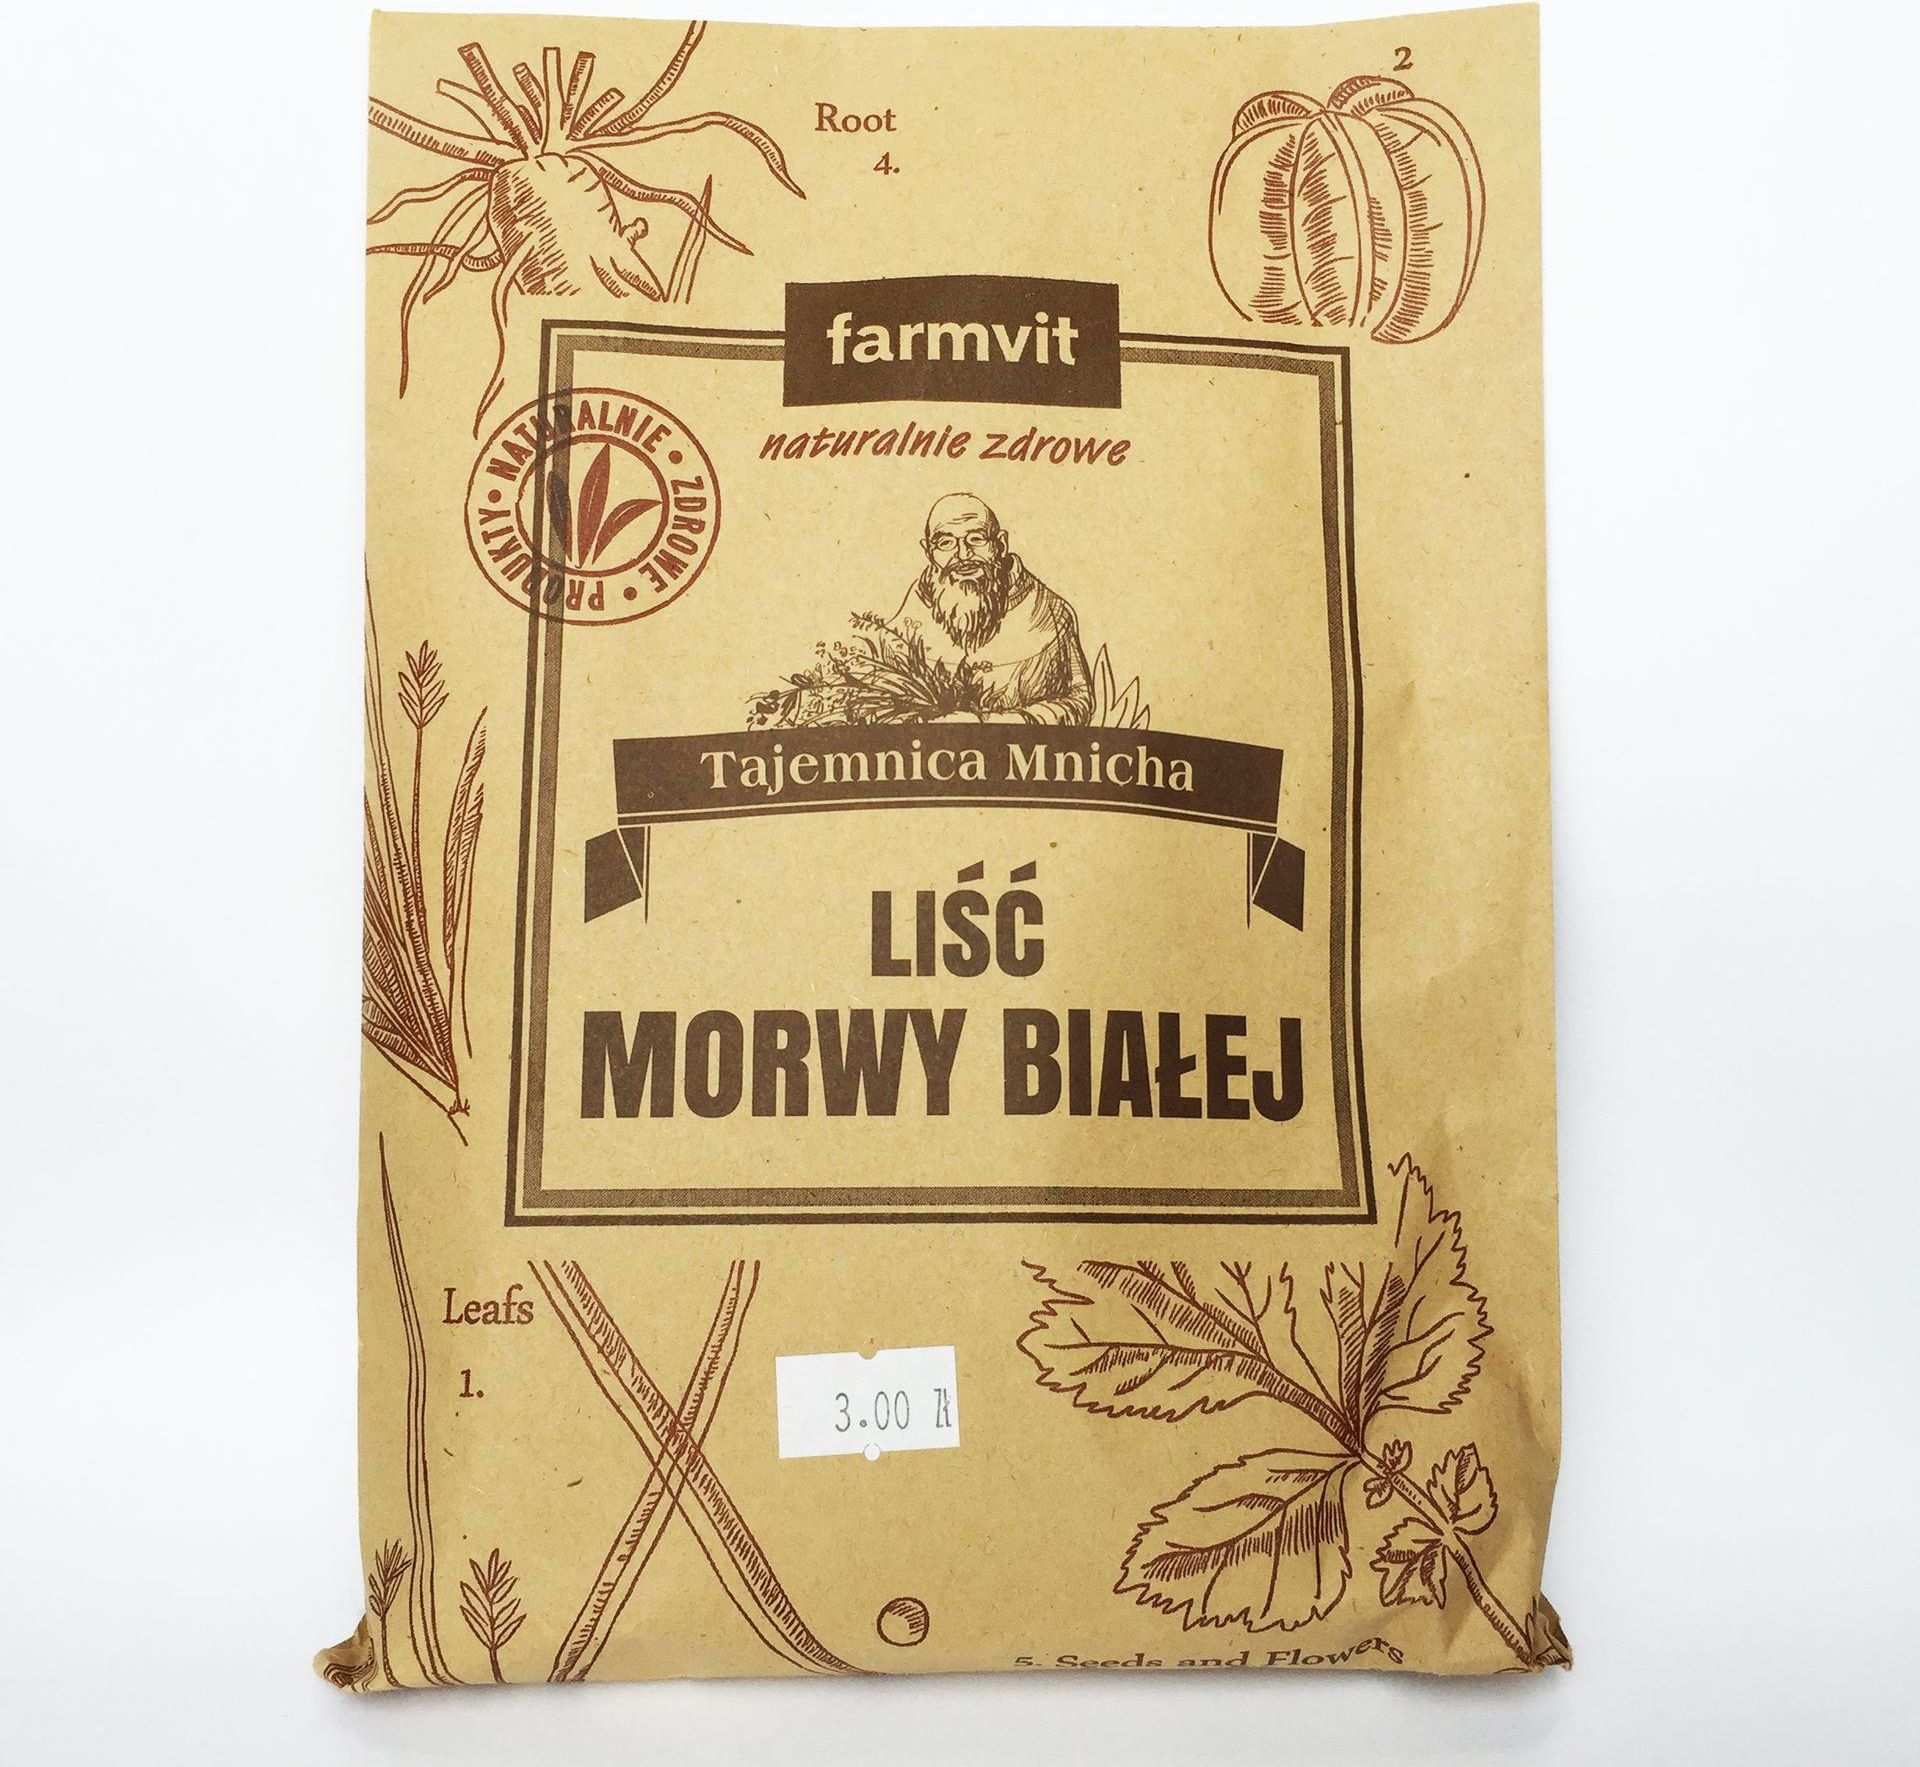 2
Root
4.
farmvit
naturalnie zdrowe
PRODUKTY • NATURALNIE • ZDROWE •
Tajemnica Mnicha
LIŚĆ
MORWY BIAŁEJ
Leafs
1.
3.00 Zł
5. Seeds and Flowers